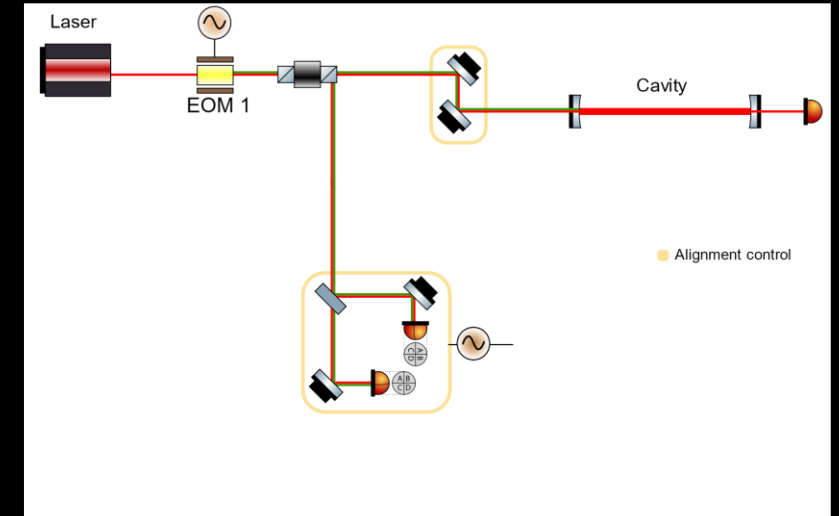 Laser
EOM 1
Cavity
Alignment control
A B
C D
A B
C D